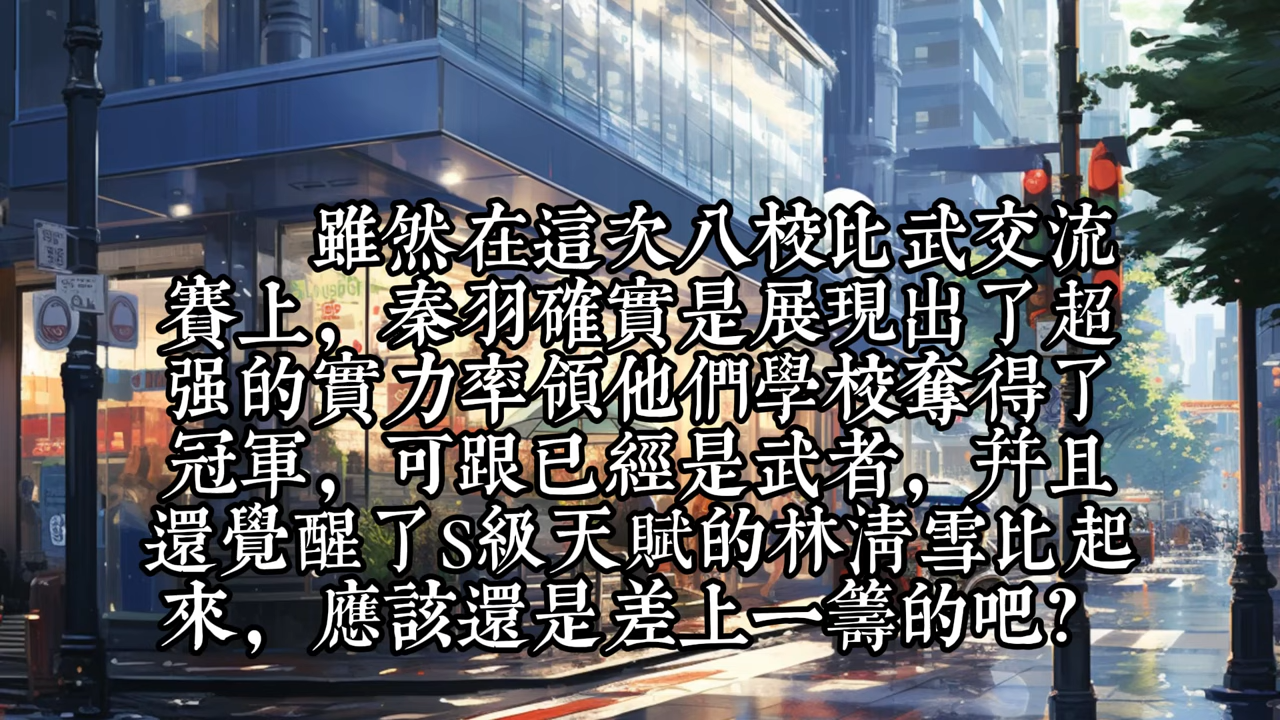 雖然在這次八校比武交流
賽上，秦羽確實是展現出了超
强的實力率領他們學校奪得了
冠軍，可跟已經是武者，幷且
還覺醒了S級天賦的林清雪比起
來，應該還是差上一籌的吧？